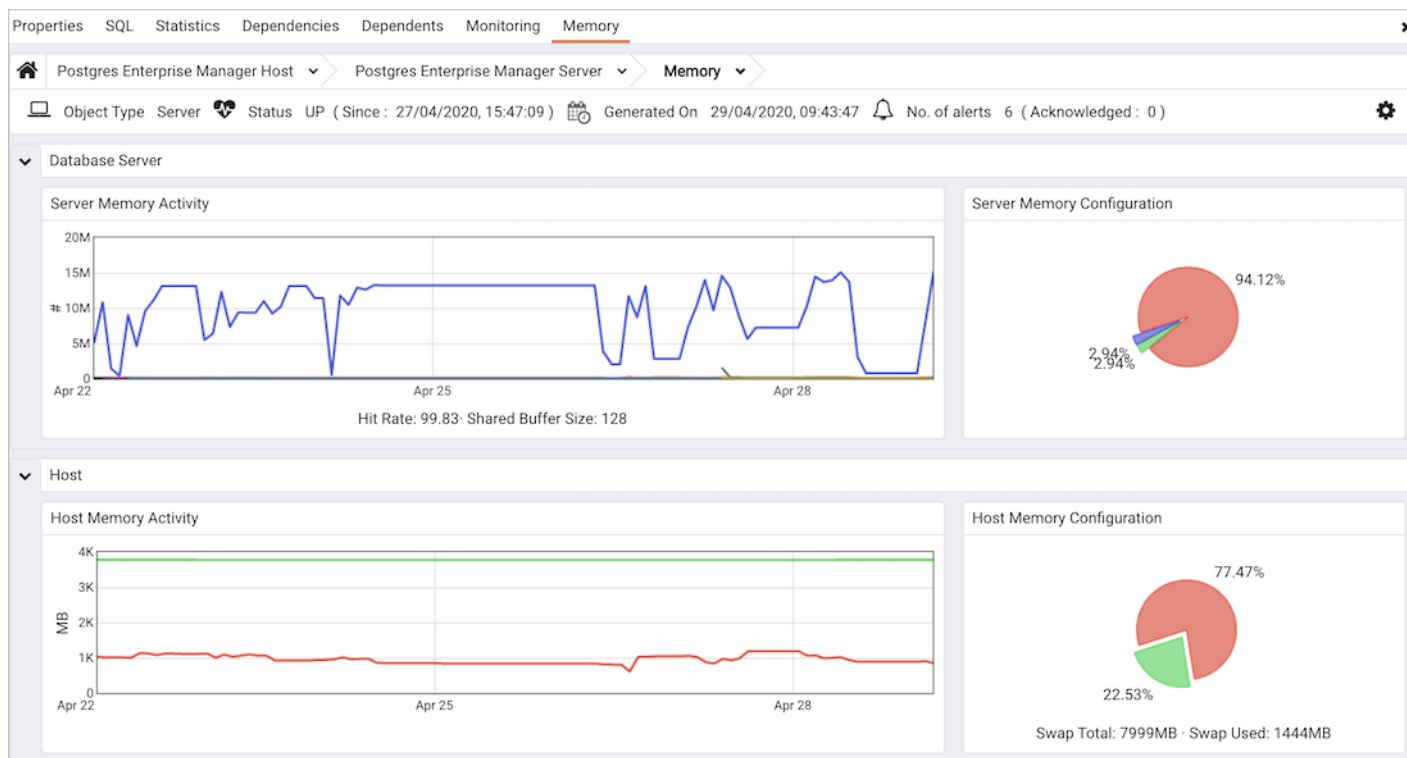 Properties SQL Statistics Dependencies Dependents Monitoring Memory
Postgres Enterprise Manager Host Postgres Enterprise Manager Server Memory
Object Type Server Status UP ( Since : 27/04/2020, 15:47:09 ) Generated On 29/04/2020, 09:43:47 No. of alerts 6 ( Acknowledged : 0 )
Database Server
Server Memory Activity
20M
15M
10M
5M
0
#
Apr 22 Apr 25 Apr 28
Hit Rate: 99.83· Shared Buffer Size: 128
Server Memory Configuration
94.12%
2.94%
2.94%
Host
Host Memory Activity
4K
3K
2K
1K
0
MB
Apr 22 Apr 25 Apr 28
Host Memory Configuration
77.47%
22.53%
Swap Total: 7999MB · Swap Used: 1444MB